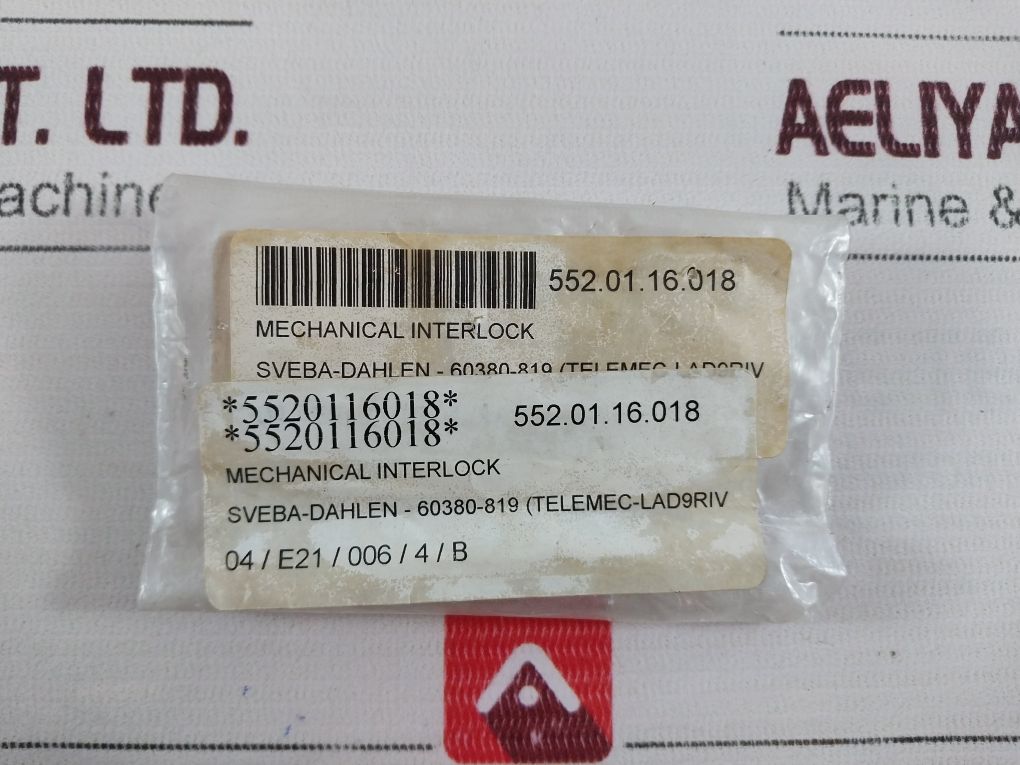 T. LTD.
AELIYA
achine
Marine &
552.01.16.018
MECHANICAL INTERLOCK
SVEBA-DAHLEN - 60380-819 (TELEMEC-LAD9RIV
*5520116018*
*5520116018*
552.01.16.018
MECHANICAL INTERLOCK
SVEBA-DAHLEN - 60380-819 (TELEMEC-LAD9RIV
04 / E21 / 006 / 4 / B